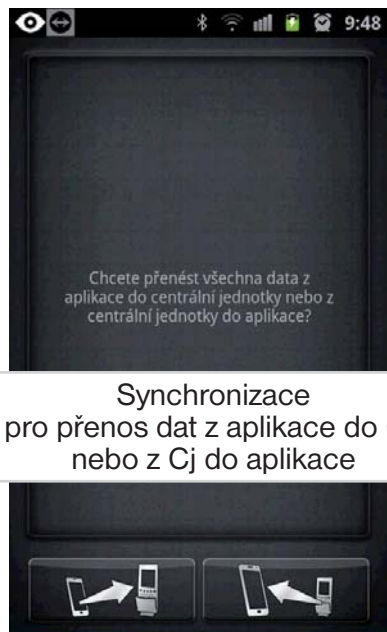 9:48
Chcete přenést všechna data z
aplikace do centrální jednotky nebo z
centrální jednotky do aplikace?
Synchronizace
pro přenos dat z aplikace do
nebo z Cj do aplikace